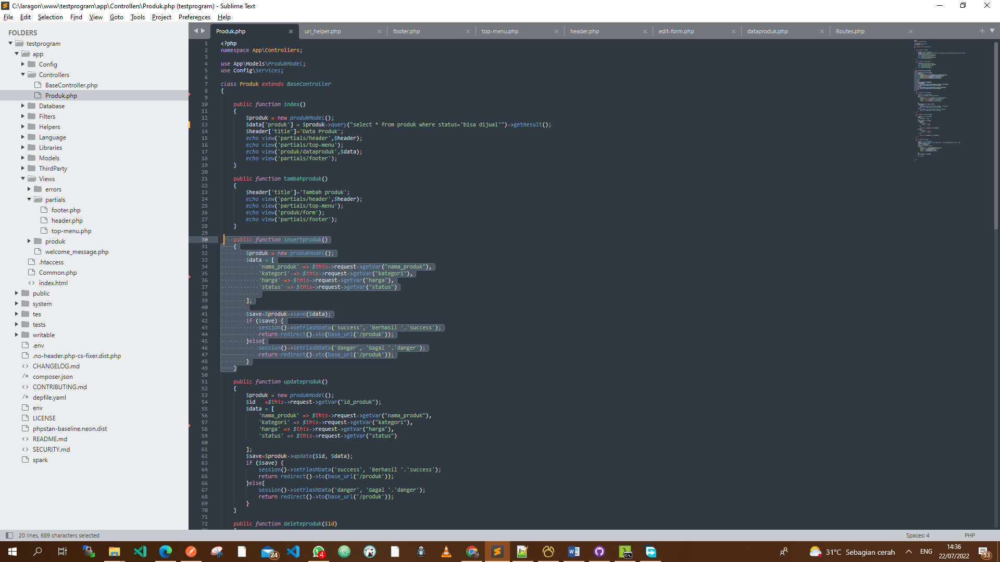 C:\laragon\www\testprogram\app\Controllers\Produk.php (testprogram) - Sublime Text
File Edit Selection Find View Goto Tools Project Preferences Help
FOLDERS
testprogram
app
Config
Controllers
BaseController.php
Produk.php
Database
Filters
Helpers
Language
Libraries
Models
ThirdParty
Views
errors
partials
footer.php
header.php
top-menu.php
produk
welcome_message.php
.htaccess
Common.php
index.html
public
system
tes
tests
writable
.env
.no-header.php-cs-fixer.dist.php
CHANGELOG.md
composer.json
CONTRIBUTING.md
depfile.yaml
env
LICENSE
phpstan-baseline.neon.dist
README.md
SECURITY.md
spark
Produk.php url_helper.php footer.php top-menu.php header.php edit-form.php dataproduk.php Routes.php
1 <?php
2 namespace App\Controllers;
3
4 use App\Models\ProdukModel;
5 use Config\Services;
6
7 class Produk extends BaseController
8 {
9
10 public function index()
11 {
12 $produk = new produkModel();
13 $data['produk'] = $produk->query("select * from produk where status='bisa dijual'")->getResult();
14 $header['title']='Data Produk';
15 echo view('partials/header',$header);
16 echo view('partials/top-menu');
17 echo view('produk/dataproduk',$data);
18 echo view('partials/footer');
19 }
20
21 public function tambahproduk()
22 {
23 $header['title']='Tambah produk';
24 echo view('partials/header',$header);
25 echo view('partials/top-menu');
26 echo view('produk/form');
27 echo view('partials/footer');
28 }
29
30 public function insertproduk()
31 {
32 $produk = new produkModel();
33 $data = [
34 'nama_produk' => $this->request->getVar("nama_produk"),
35 'kategori' => $this->request->getVar("kategori"),
36 'harga' => $this->request->getVar("harga"),
37 'status' => $this->request->getVar("status")
38
39 ];
40
41 $save=$produk->save($data);
42 if ($save) {
43 session()->setFlashData('success', 'Berhasil '.'success');
44 return redirect()->to(base_url('/produk'));
45 }else{
46 session()->setFlashData('danger', 'Gagal '.'danger');
47 return redirect()->to(base_url('/produk'));
48 }
49 }
50
51 public function updateproduk()
52 {
53 $produk = new produkModel();
54 $id =$this->request->getVar("id_produk");
55 $data = [
56 'nama_produk' => $this->request->getVar("nama_produk"),
57 'kategori' => $this->request->getVar("kategori"),
58 'harga' => $this->request->getVar("harga"),
59 'status' => $this->request->getVar("status")
60
61 ];
62 $save=$produk->update($id, $data);
63 if ($save) {
64 session()->setFlashData('success', 'Berhasil '.'success');
65 return redirect()->to(base_url('/produk'));
66 }else{
67 session()->setFlashData('danger', 'Gagal '.'danger');
68 return redirect()->to(base_url('/produk'));
69 }
70 }
71
72 public function deleteproduk($id)
20 lines, 689 characters selected
Spaces: 4 PHP
24 4 31°C Sebagian cerah ENG 14:36
22/07/2022 53